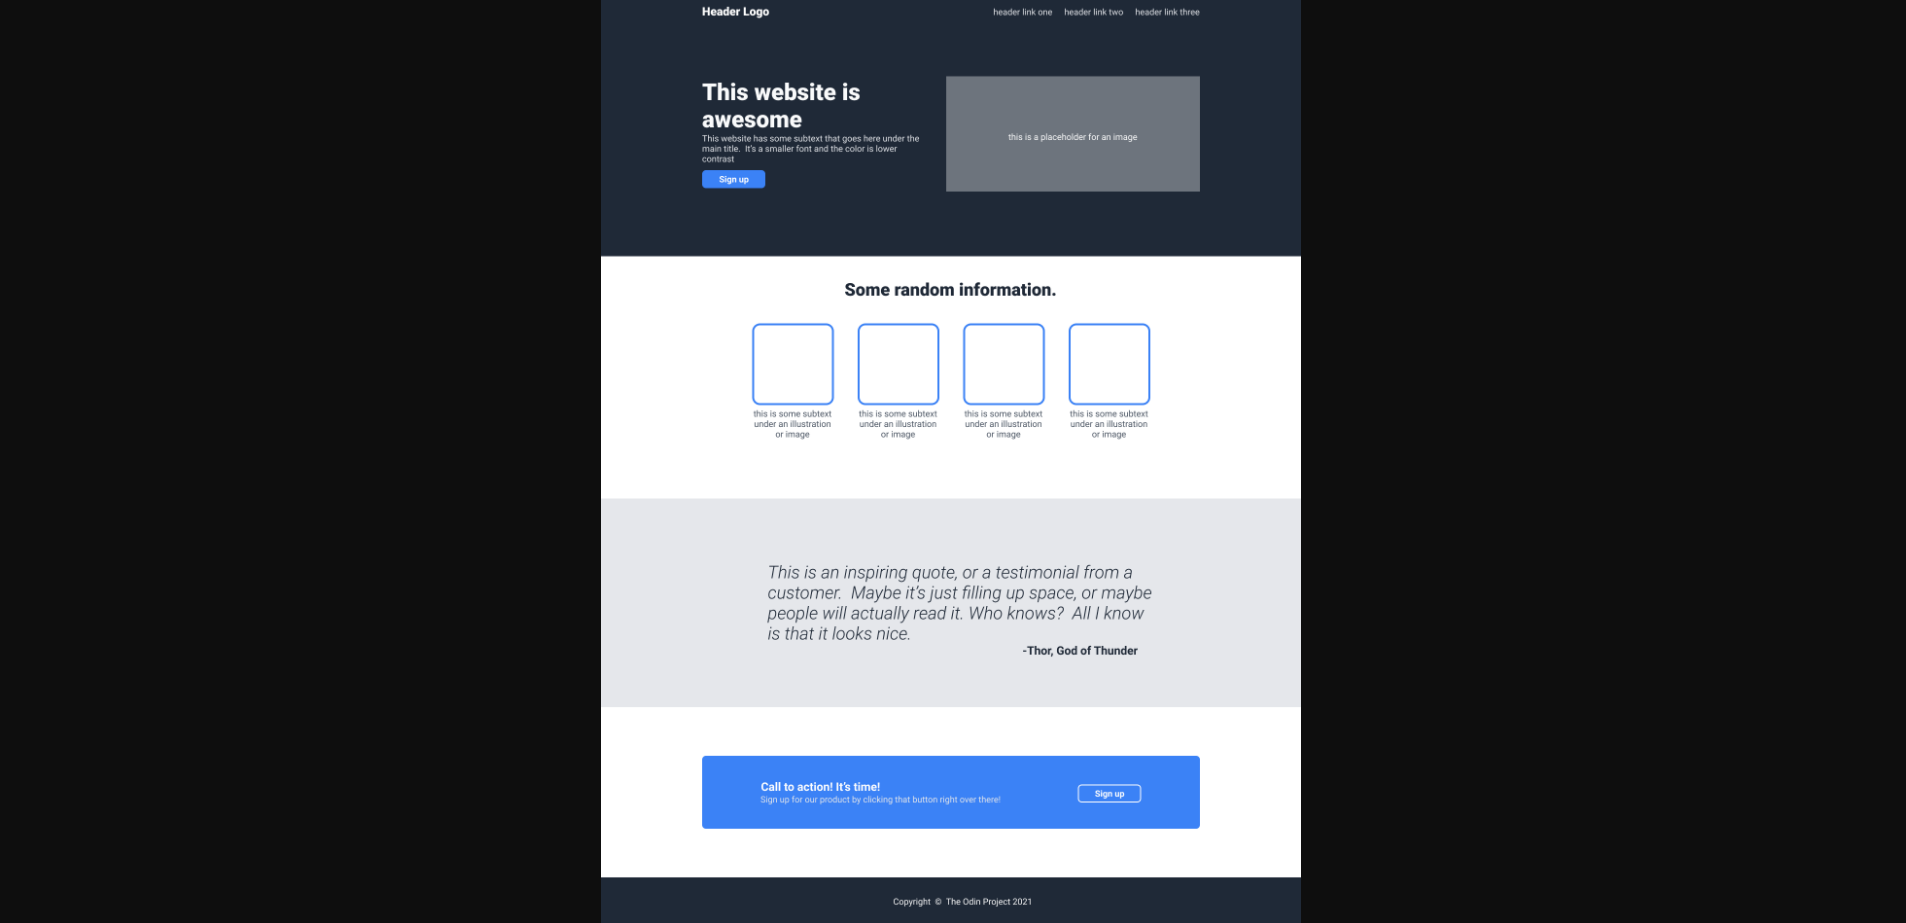 Header Logo
header link one
header link two
header link three
This website is
awesome
This website has some subtext that goes here under the
main title.  It's a smaller font and the color is lower
contrast
Sign up
this is a placeholder for an image
Some random information.
this is some subtext
under an illustration
or image
this is some subtext
under an illustration
or image
this is some subtext
under an illustration
or image
this is some subtext
under an illustration
or image
This is an inspiring quote, or a testimonial from a
customer.  Maybe it's just filling up space, or maybe
people will actually read it. Who knows?  All I know
is that it looks nice.
-Thor, God of Thunder
Call to action! It's time!
Sign up for our product by clicking that button right over there!
Sign up
Copyright © The Odin Project 2021